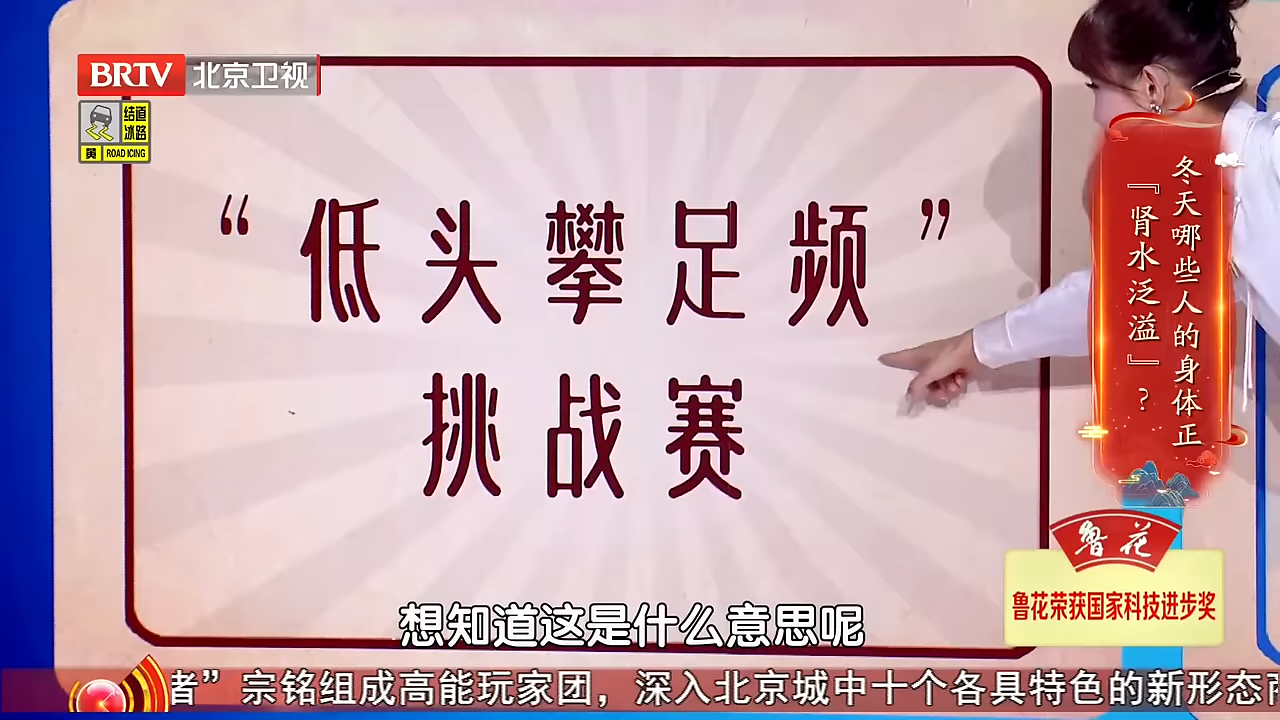 BRTV 北京卫视
结道
冰路
黄 ROAD ICING
“低头攀足频”
挑战赛
冬天哪些人的身体正
『肾水泛溢』?
鲁花
鲁花荣获国家科技进步奖
想知道这是什么意思呢
者”宗铭组成高能玩家团，深入北京城中十个各具特色的新形态商